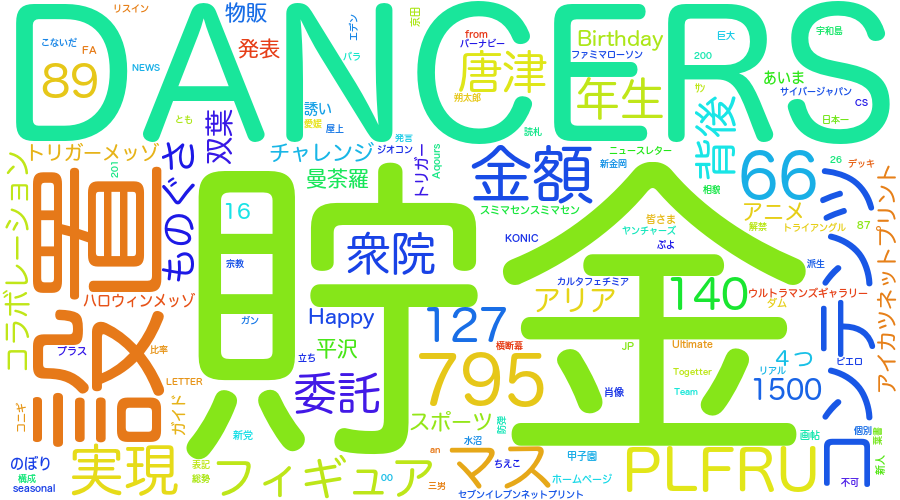 DANCERS
貯金
設置
コンテンツ
795
金額
衆院
66
127
140
委託
マス
PLFRU
実現
フィギュア
89
唐津
年生
背後
ものぐさ
双葉
1500
4つ
16
Happy
Birthday
アリア
平沢
スポーツ
曼荼羅
チャレンジ
トリガーメッゾ
コラボレーション
ハロウィンメッゾ
物販
発表
誘い
トリガー
アニメ
あいま
アイカツネットプリント
ウルトラマンズギャラリー
のぼり
ガイド
リスイン
こないだ
FA
NEWS
エデン
パラ
京田
from
バーナビー
ファミマローソン
朔太郎
巨大
200
サン
宇和島
サイバージャパン
CS
日本一
とも
愛媛
屋上
発言
ジオコン
Aqours
読札
ニュースレター
新金岡
相貌
26
デッキ
201
スミマセンスミマセン
KONIC
皆さま
ヤンチャーズ
ぷよ
解禁
トライアングル
87
派生
カルタフェチミア
ダム
宗教
ガン
プラス
比率
立ち
LETTER
コニギ
新党
表記
総勢
構成
seasonal
横断幕
JP
Ultimate
Togetter
Team
肖像
リアル
ピエロ
画帖
個別
新人
不可
水沼
甲子園
ホームページ
ちえこ
an
三男
00
セブンイレブンネットプリント